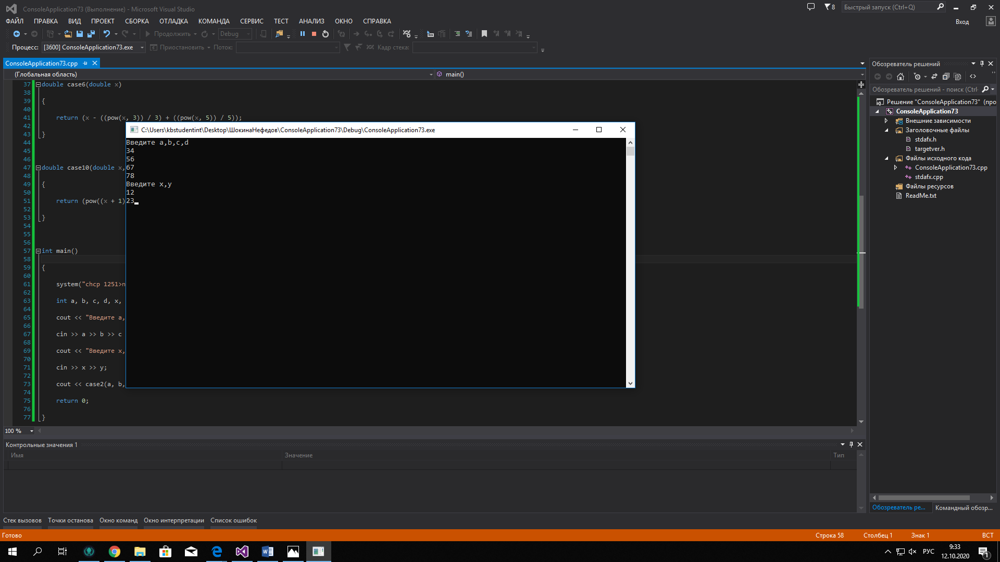 ConsoleApplication73 (Выполнение) - Microsoft Visual Studio
8
Быстрый запуск (Ctrl+Q)
ФАЙЛ ПРАВКА ВИД ПРОЕКТ СБОРКА ОТЛАДКА КОМАНДА СЕРВИС ТЕСТ АНАЛИЗ ОКНО СПРАВКА
Вход
Продолжить Debug
Процесс: [3600] ConsoleApplication73.exe Приостановить Поток: Кадр стека:
ConsoleApplication73.cpp
(Глобальная область) main()
37 double case6(double x)
38
39 {
40
41 return (x - ((pow(x, 3)) / 3) + ((pow(x, 5)) / 5));
42
43 }
44
45
46
47 double case10(double x,
48
49 {
50
51 return (pow((x + 1)
52
53 }
54
55
56
57 int main()
58
59 {
60
61 system("chcp 1251>n
62
63 int a, b, c, d, x,
64
65 cout << "Введите a,
66
67 cin >> a >> b >> c
68
69 cout << "Введите x,
70
71 cin >> x >> y;
72
73 cout << case2(a, b,
74
75 return 0;
76
77 }
C:\Users\kbstudentint\Desktop\ШокинаНефедов\ConsoleApplication73\Debug\ConsoleApplication73.exe
Введите a,b,c,d
34
56
67
78
Введите x,y
12
23
100 %
Контрольные значения 1
Имя Значение Тип
Обозреватель решений
Обозреватель решений - поиск (Ctrl
Решение "ConsoleApplication73" (про
ConsoleApplication73
Внешние зависимости
Заголовочные файлы
stdafx.h
targetver.h
Файлы исходного кода
ConsoleApplication73.cpp
stdafx.cpp
Файлы ресурсов
ReadMe.txt
Обозреватель ре... Командный обозр...
Стек вызовов Точки останова Окно команд Окно интерпретации Список ошибок
Готово Строка 58 Столбец 1 Знак 1 ВСТ
РУС
9:33
12.10.2020
1